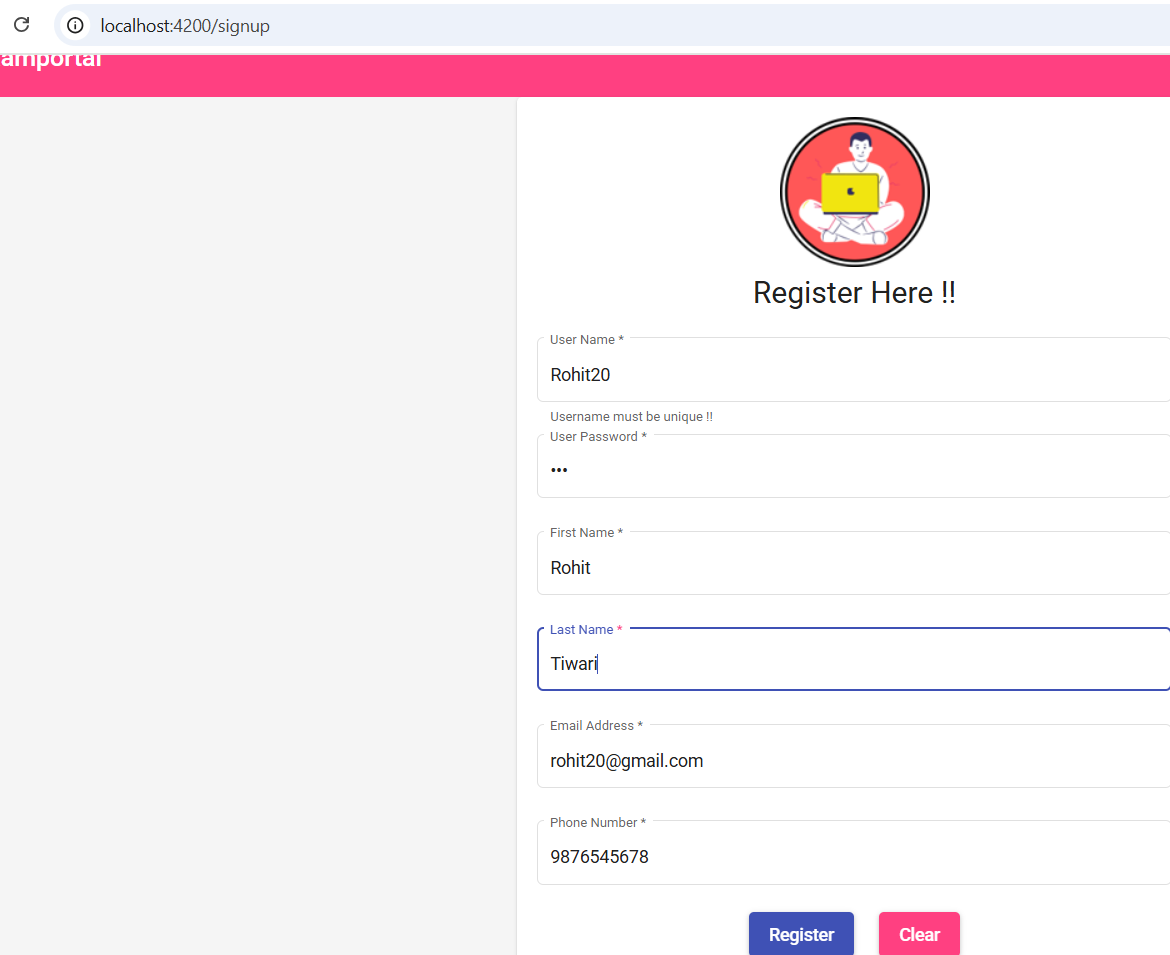 localhost:4200/signup
amportal
Register Here !!
User Name *
Rohit20
Username must be unique !!
User Password *
•••
First Name *
Rohit
Last Name *
Tiwari
Email Address *
rohit20@gmail.com
Phone Number *
9876545678
Register Clear